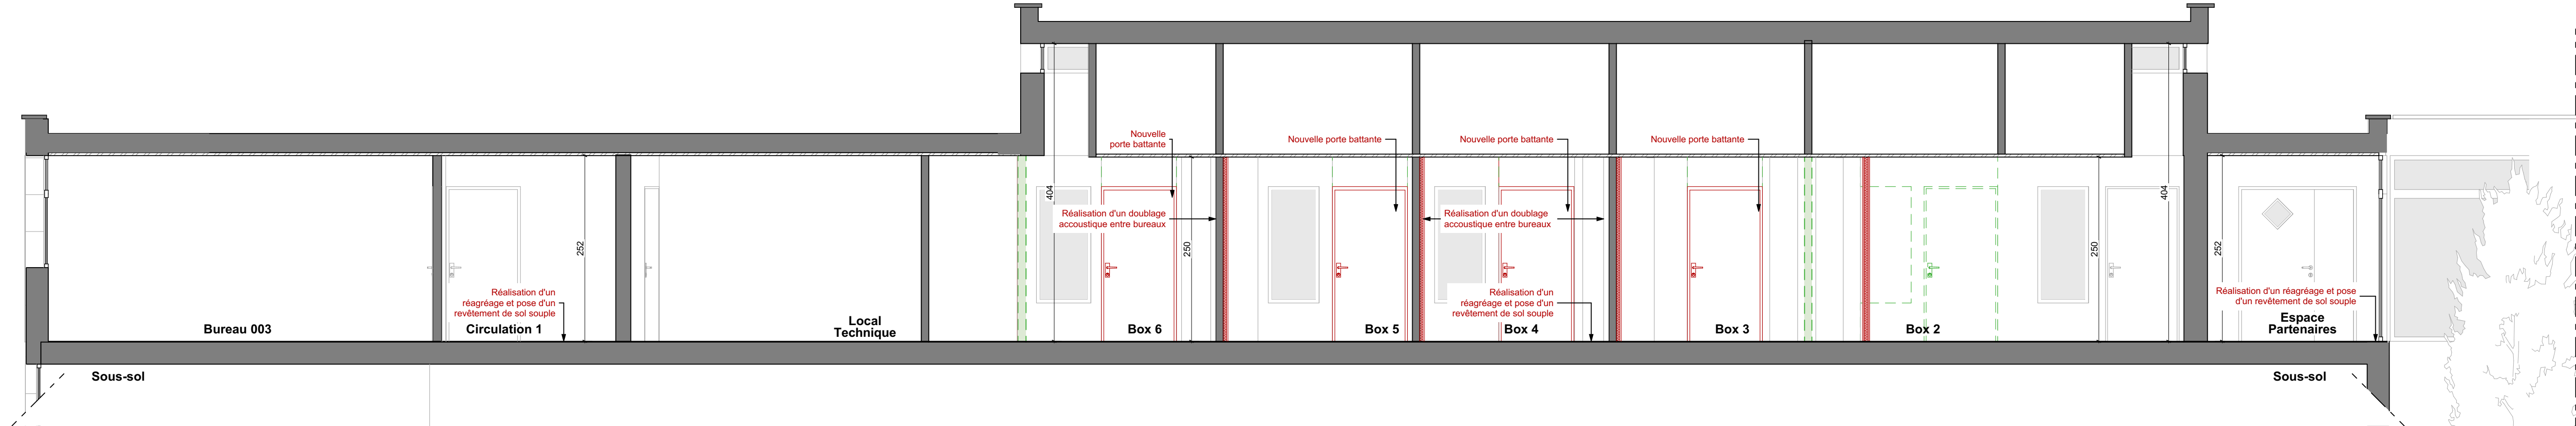 Nouvelle
porte battante
Nouvelle porte battante
Nouvelle porte battante
Nouvelle porte battante
404
404
Réalisation d'un doublage
accoustique entre bureaux
Réalisation d'un doublage
accoustique entre bureaux
252
250
250
252
Réalisation d'un
réagréage et pose d'un
revêtement de sol souple
Réalisation d'un
réagréage et pose d'un
revêtement de sol souple
Réalisation d'un réagréage et pose
d'un revêtement de sol souple
Bureau 003
Circulation 1
Local
Technique
Box 6
Box 5
Box 4
Box 3
Box 2
Espace
Partenaires
Sous-sol
Sous-sol